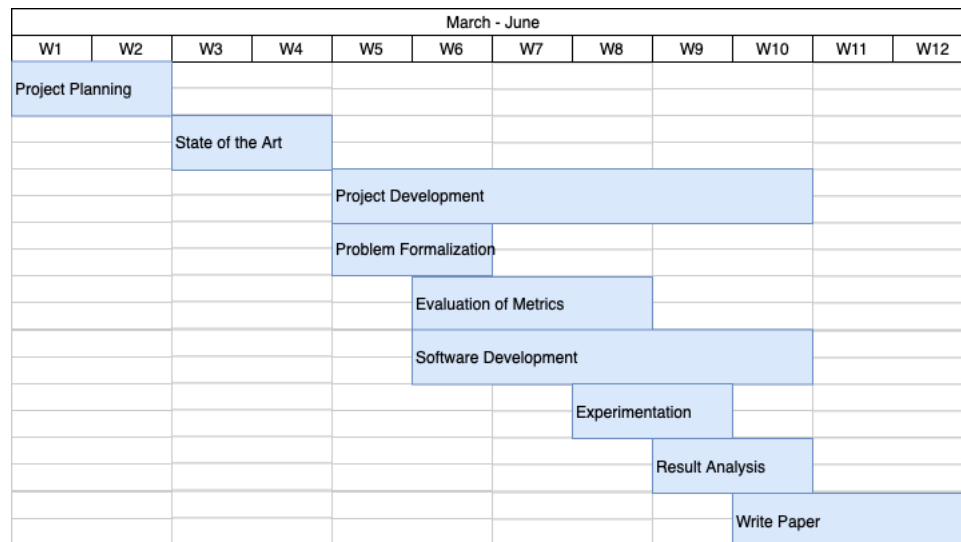 March - June
W1 W2 W3 W4 W5 W6 W7 W8 W9 W10 W11 W12
Project Planning
State of the Art
Project Development
Problem Formalization
Evaluation of Metrics
Software Development
Experimentation
Result Analysis
Write Paper